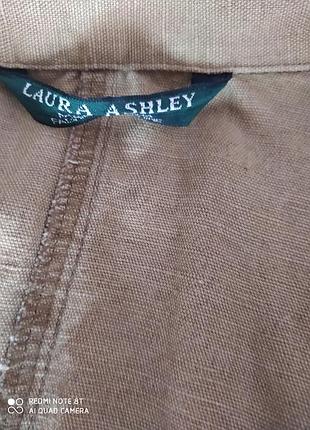 LAURA ASHLEY
REDMI NOTE 8T
AI QUAD CAMERA